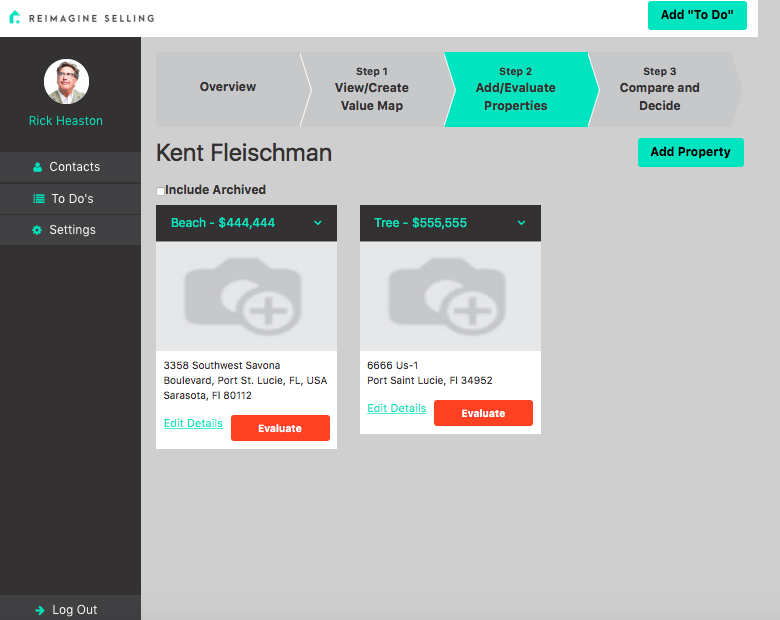 REIMAGINE SELLING
Add "To Do"
Rick Heaston
Contacts
To Do's
Settings
Log Out
Overview
Step 1
View/Create
Value Map
Step 2
Add/Evaluate
Properties
Step 3
Compare and
Decide
Kent Fleischman
Add Property
Include Archived
Beach - $444,444
3358 Southwest Savona
Boulevard, Port St. Lucie, FL, USA
Sarasota, Fl 80112
Edit Details
Evaluate
Tree - $555,555
6666 Us-1
Port Saint Lucie, Fl 34952
Edit Details
Evaluate